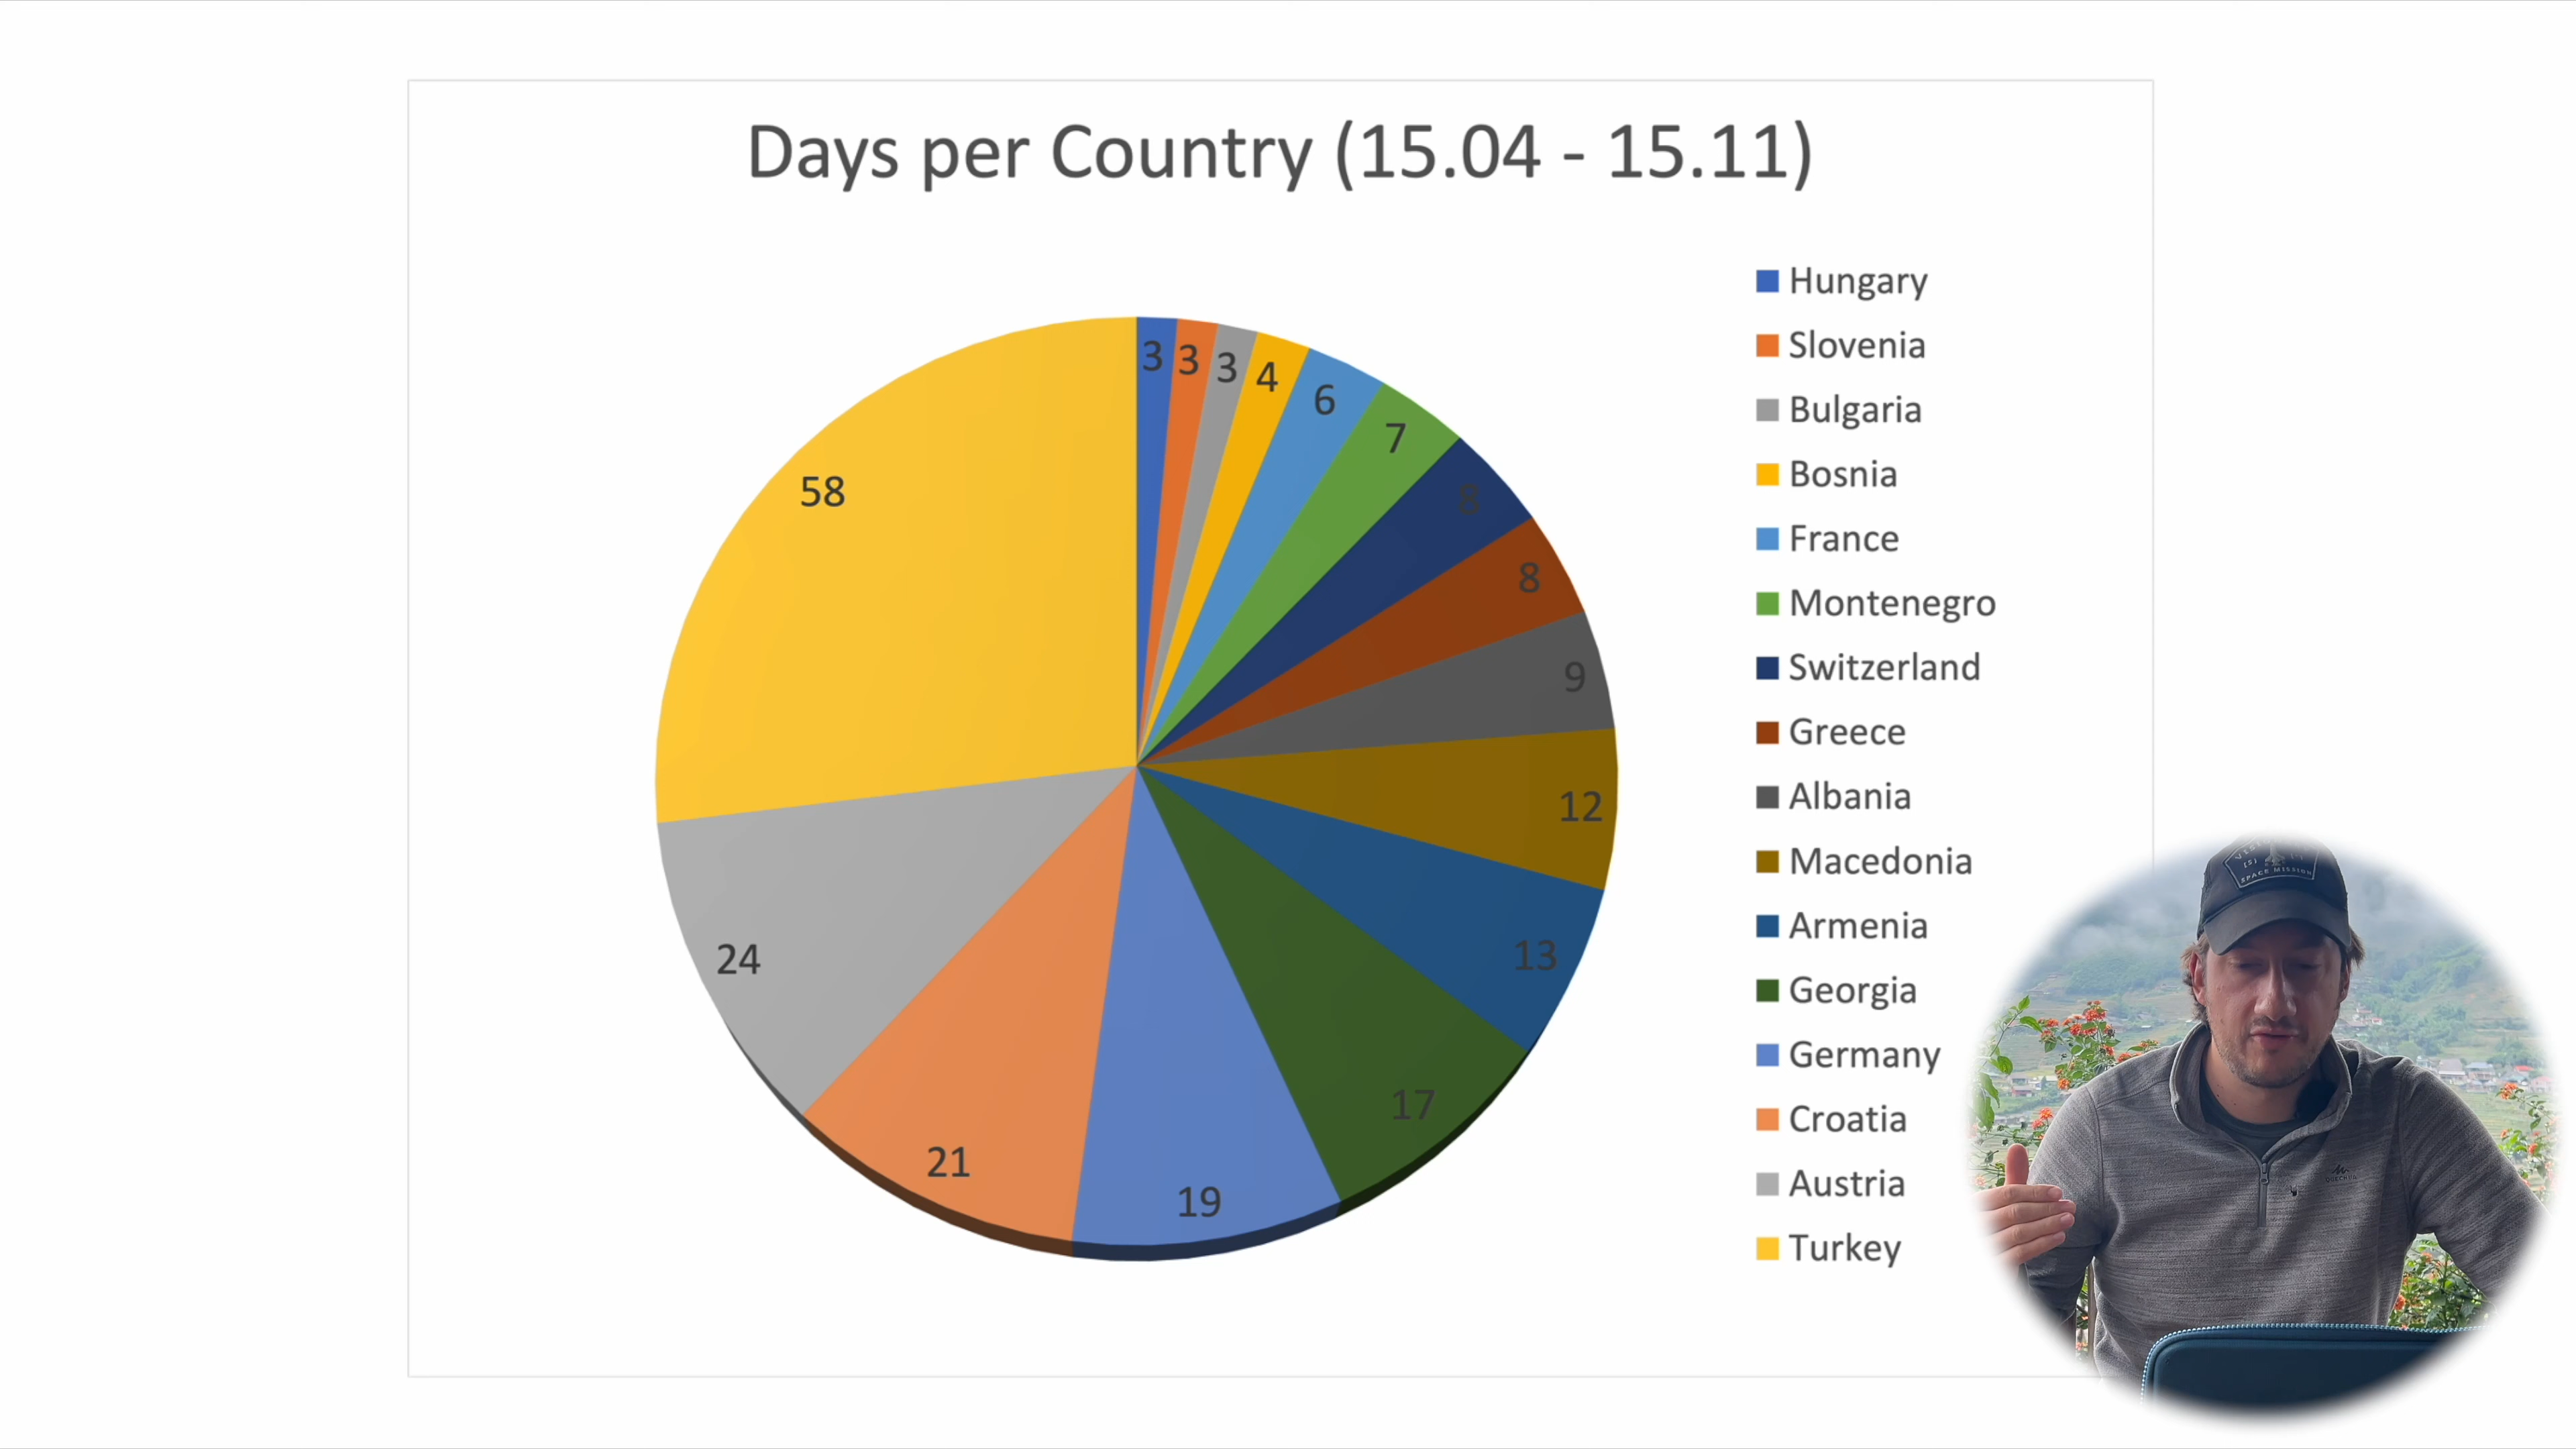 Days per Country (15.04 - 15.11)
3
3
3
4
6
7
8
8
9
12
13
17
19
21
24
58
Hungary
Slovenia
Bulgaria
Bosnia
France
Montenegro
Switzerland
Greece
Albania
Macedonia
Armenia
Georgia
Germany
Croatia
Austria
Turkey
SPACE MISSION